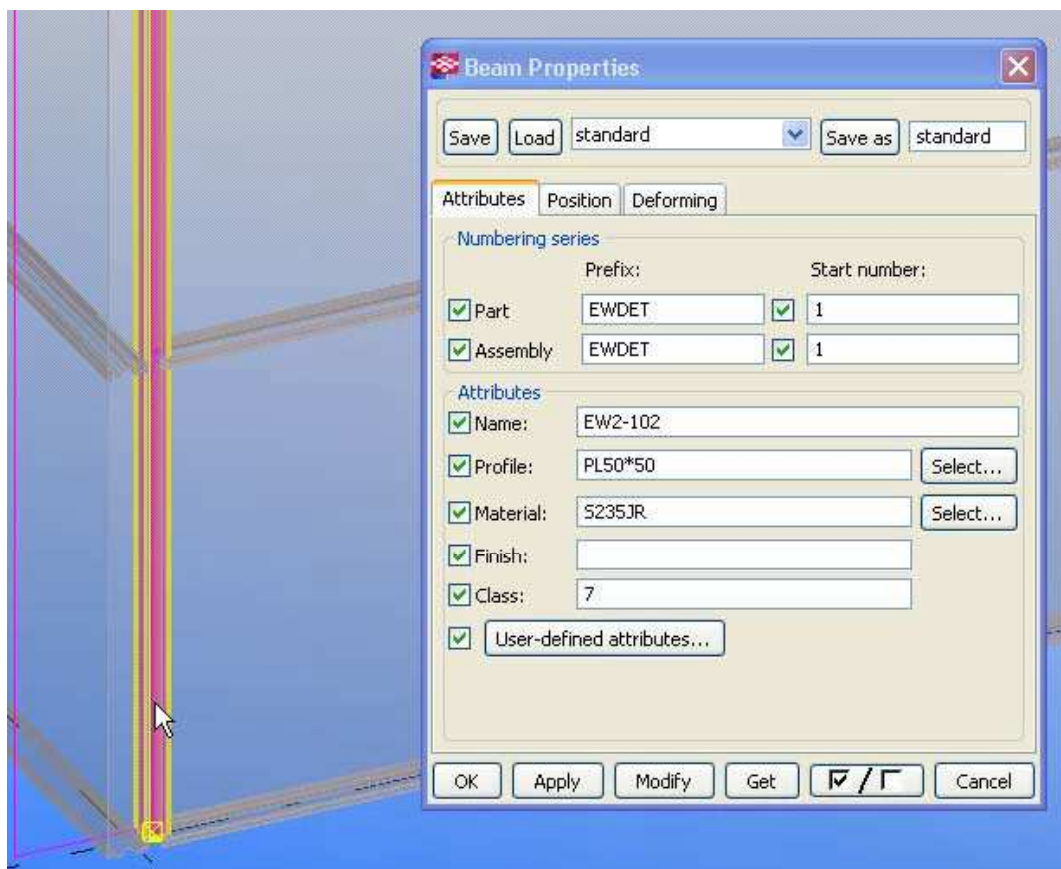 Beam Properties
Save Load standard Save as standard
Attributes Position Deforming
Numbering series
Prefix: Start number:
Part EWDET 1
Assembly EWDET 1
Attributes
Name: EW2-102
Profile: PL50*50 Select...
Material: S235JR Select...
Finish:
Class: 7
User-defined attributes...
OK Apply Modify Get / Cancel